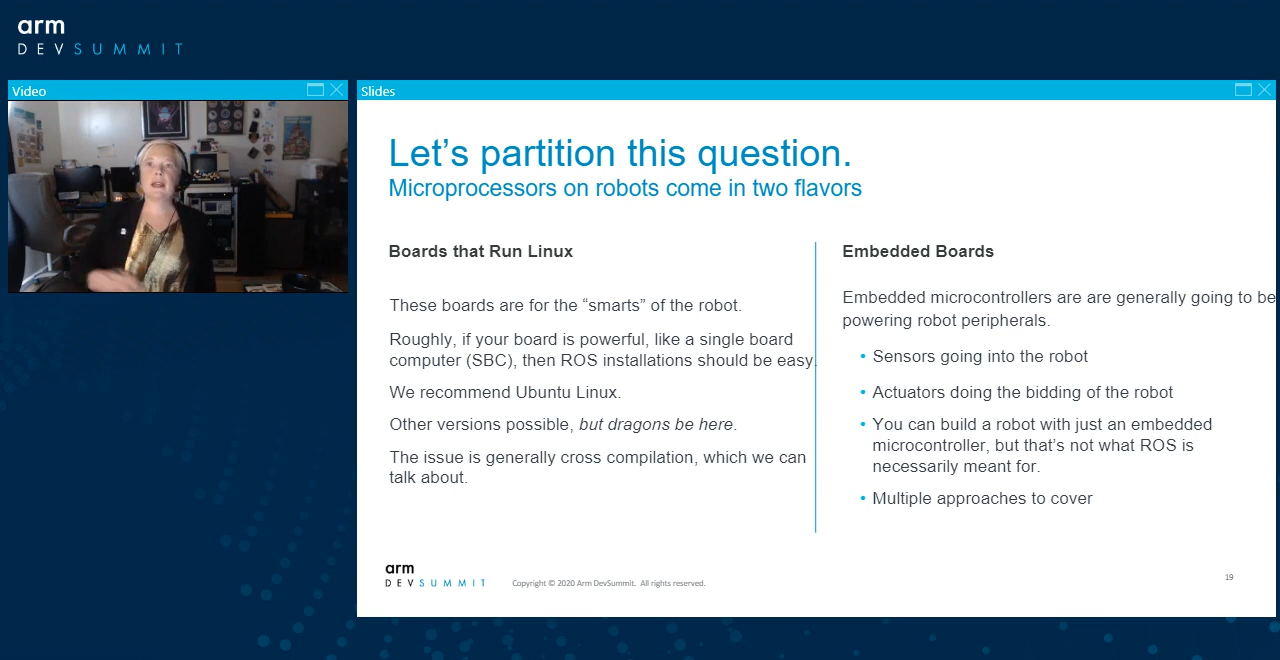 arm
DEVSUMMIT
Video
Slides
Let’s partition this question.
Microprocessors on robots come in two flavors
Boards that Run Linux
These boards are for the “smarts” of the robot.
Roughly, if your board is powerful, like a single board
computer (SBC), then ROS installations should be easy.
We recommend Ubuntu Linux.
Other versions possible, but dragons be here.
The issue is generally cross compilation, which we can
talk about.
Embedded Boards
Embedded microcontrollers are are generally going to be
powering robot peripherals.
• Sensors going into the robot
• Actuators doing the bidding of the robot
• You can build a robot with just an embedded
microcontroller, but that’s not what ROS is
necessarily meant for.
• Multiple approaches to cover
arm
DEVSUMMIT
Copyright © 2020 Arm DevSummit. All rights reserved.
19